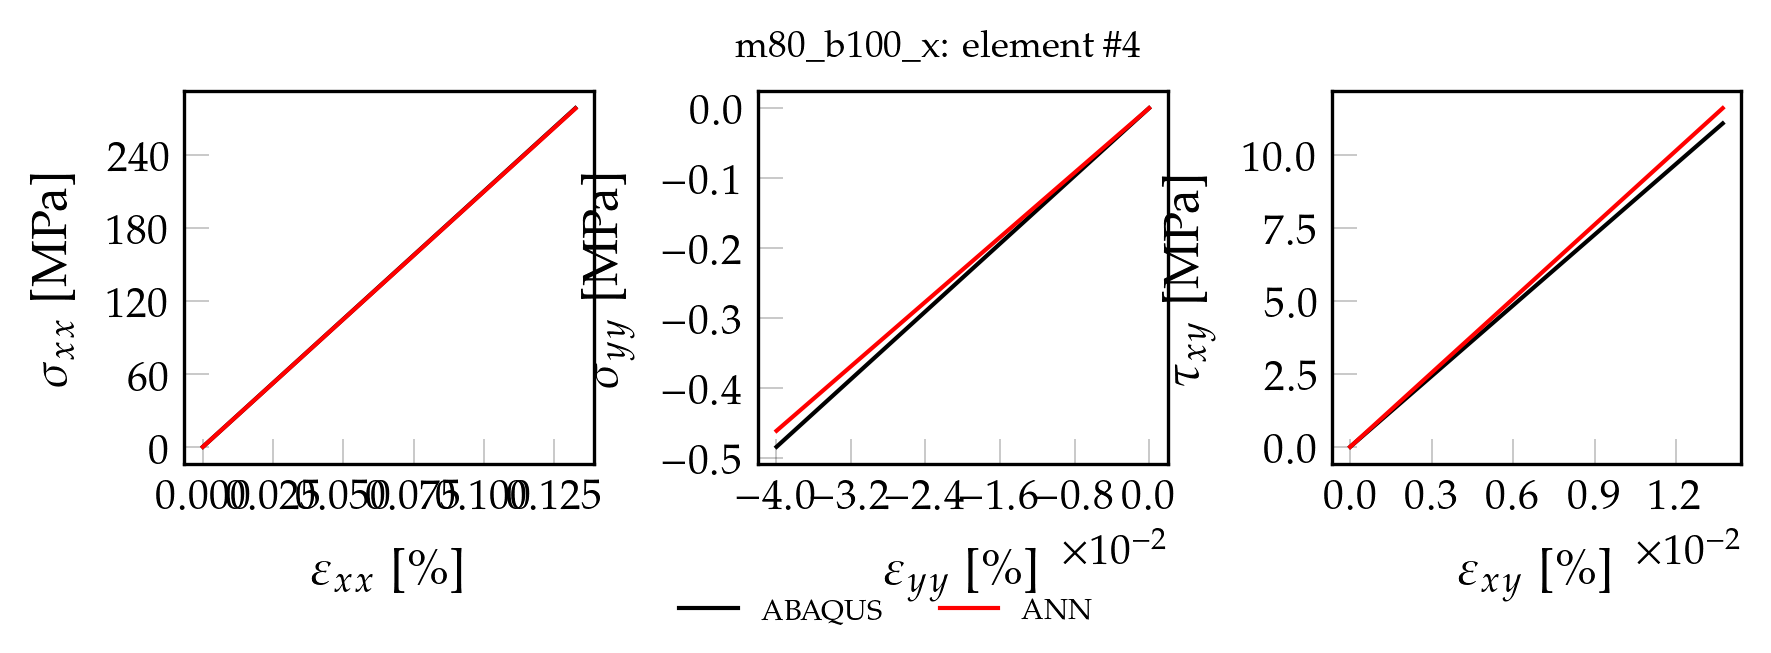 m80_b100_x: element #4
σxx [MPa]
240
180
120
60
0
0.000 0.025 0.050 0.075 0.100 0.125
εxx [%]
σyy [MPa]
0.0
−0.1
−0.2
−0.3
−0.4
−0.5
−4.0 −3.2 −2.4 −1.6 −0.8 0.0
×10⁻²
εyy [%]
τxy [MPa]
10.0
7.5
5.0
2.5
0.0
0.0 0.3 0.6 0.9 1.2
×10⁻²
εxy [%]
ABAQUS ANN